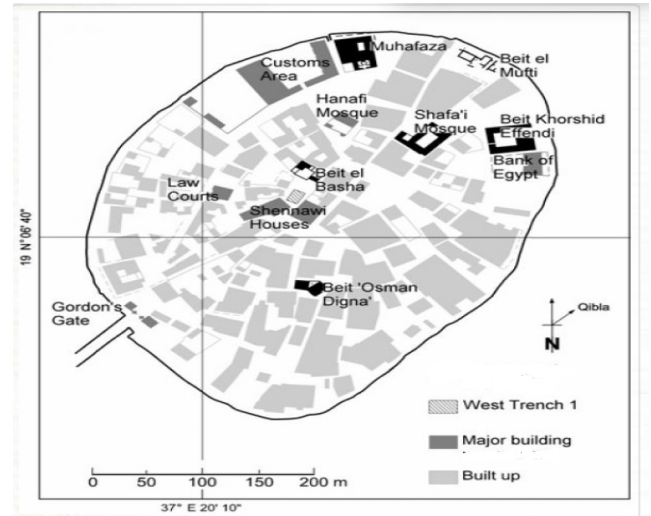 Muhafaza
Customs
Area
Beit el
Mufti
Hanafi
Mosque
Shafa'i
Mosque
Beit Khorshid
Effendi
Bank of
Egypt
Beit el
Basha
Law
Courts
Shennawi
Houses
19 N°06' 40"
Beit 'Osman
Digna'
Gordon's
Gate
Qibla
N
West Trench 1
Major building
Built up
0 50 100 150 200 m
37° E 20' 10"